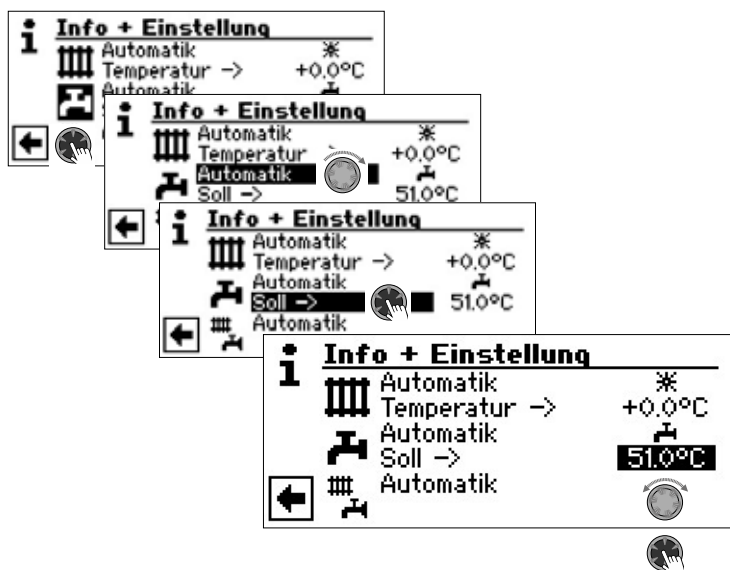 Info + Einstellung
Automatik
Temperatur -> +0.0°C
Automatik
Info + Einstellung
Automatik
Temperatur +0.0°C
Automatik
Soll -> 51.0°C
Info + Einstellung
Automatik
Temperatur -> +0.0°C
Automatik
Soll -> 51.0°C
Automatik
Info + Einstellung
Automatik
Temperatur -> +0.0°C
Automatik
Soll -> 51.0°C
Automatik